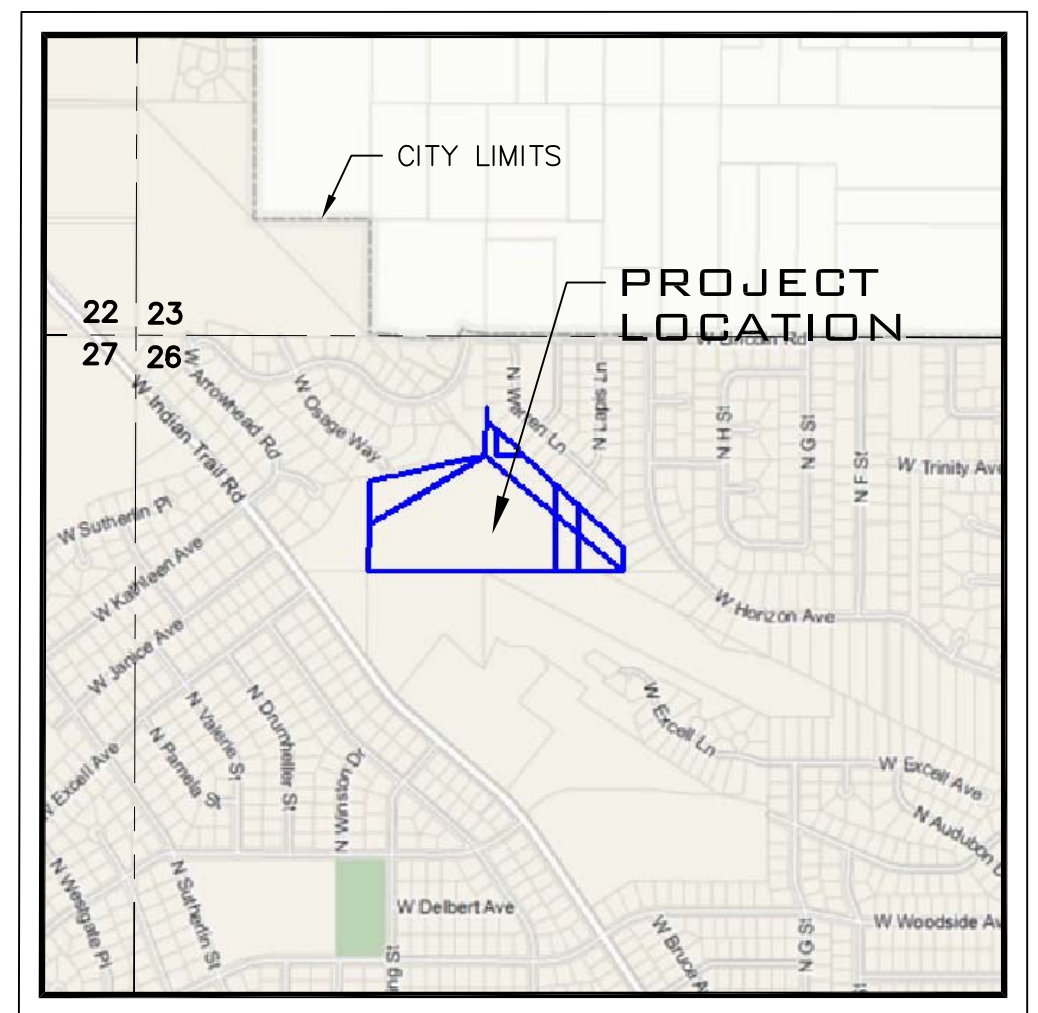 CITY LIMITS
PROJECT
LOCATION
22 23
27 26
W Lincoln Rd
W Arrowhead Rd
W Osage Way
N Warren Ln
N Lapis Ln
N H St
N G St
N F St
W Trinity Ave
W Indian Trail Rd
W Sutherlin Pl
W Kathleen Ave
W Janice Ave
W Horizon Ave
N Valerie St
N Drumheller St
N Pamela St
N Winston Dr
W Excell Ln
W Excell Ave
W Excell Ave
N Audubon D
N Westgate Pl
N Sutherlin St
W Delbert Ave
ng St
W Bruce A
N G St
W Woodside Av